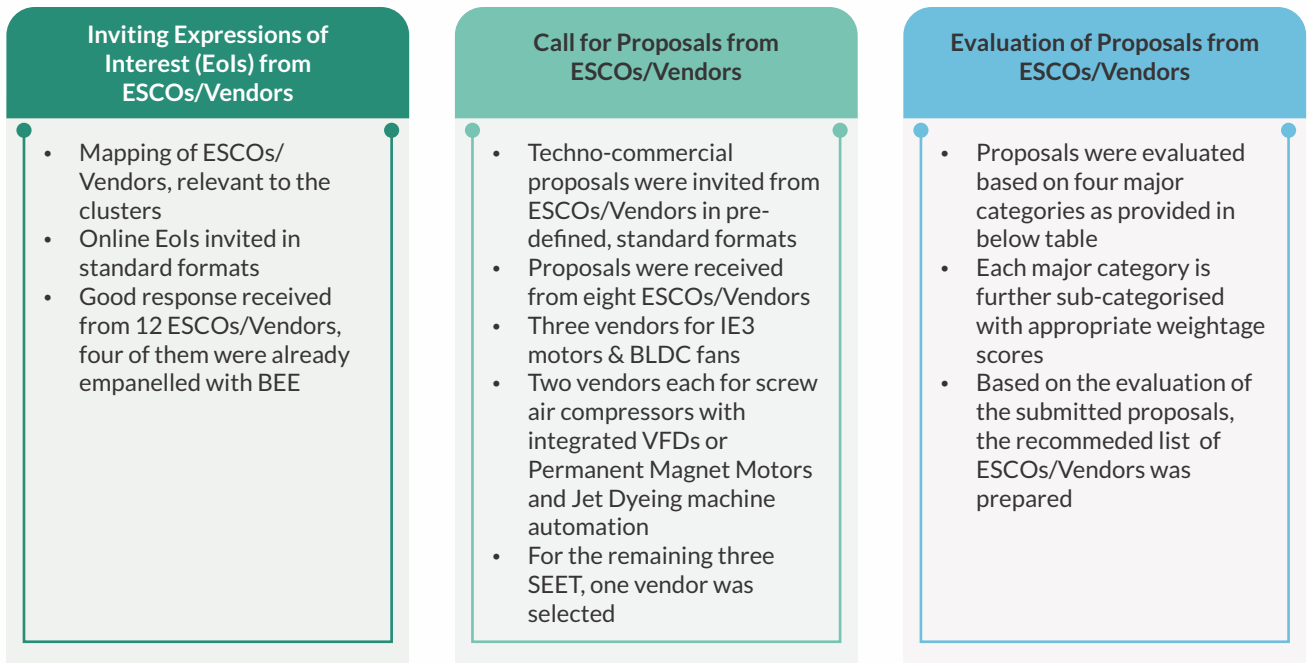 Inviting Expressions of
Interest (EoIs) from
ESCOs/Vendors
• Mapping of ESCOs/
Vendors, relevant to the
clusters
• Online EoIs invited in
standard formats
• Good response received
from 12 ESCOs/Vendors,
four of them were already
empanelled with BEE
Call for Proposals from
ESCOs/Vendors
• Techno-commercial
proposals were invited from
ESCOs/Vendors in pre-
defined, standard formats
• Proposals were received
from eight ESCOs/Vendors
• Three vendors for IE3
motors & BLDC fans
• Two vendors each for screw
air compressors with
integrated VFDs or
Permanent Magnet Motors
and Jet Dyeing machine
automation
• For the remaining three
SEET, one vendor was
selected
Evaluation of Proposals from
ESCOs/Vendors
• Proposals were evaluated
based on four major
categories as provided in
below table
• Each major category is
further sub-categorised
with appropriate weightage
scores
• Based on the evaluation of
the submitted proposals,
the recommeded list of
ESCOs/Vendors was
prepared